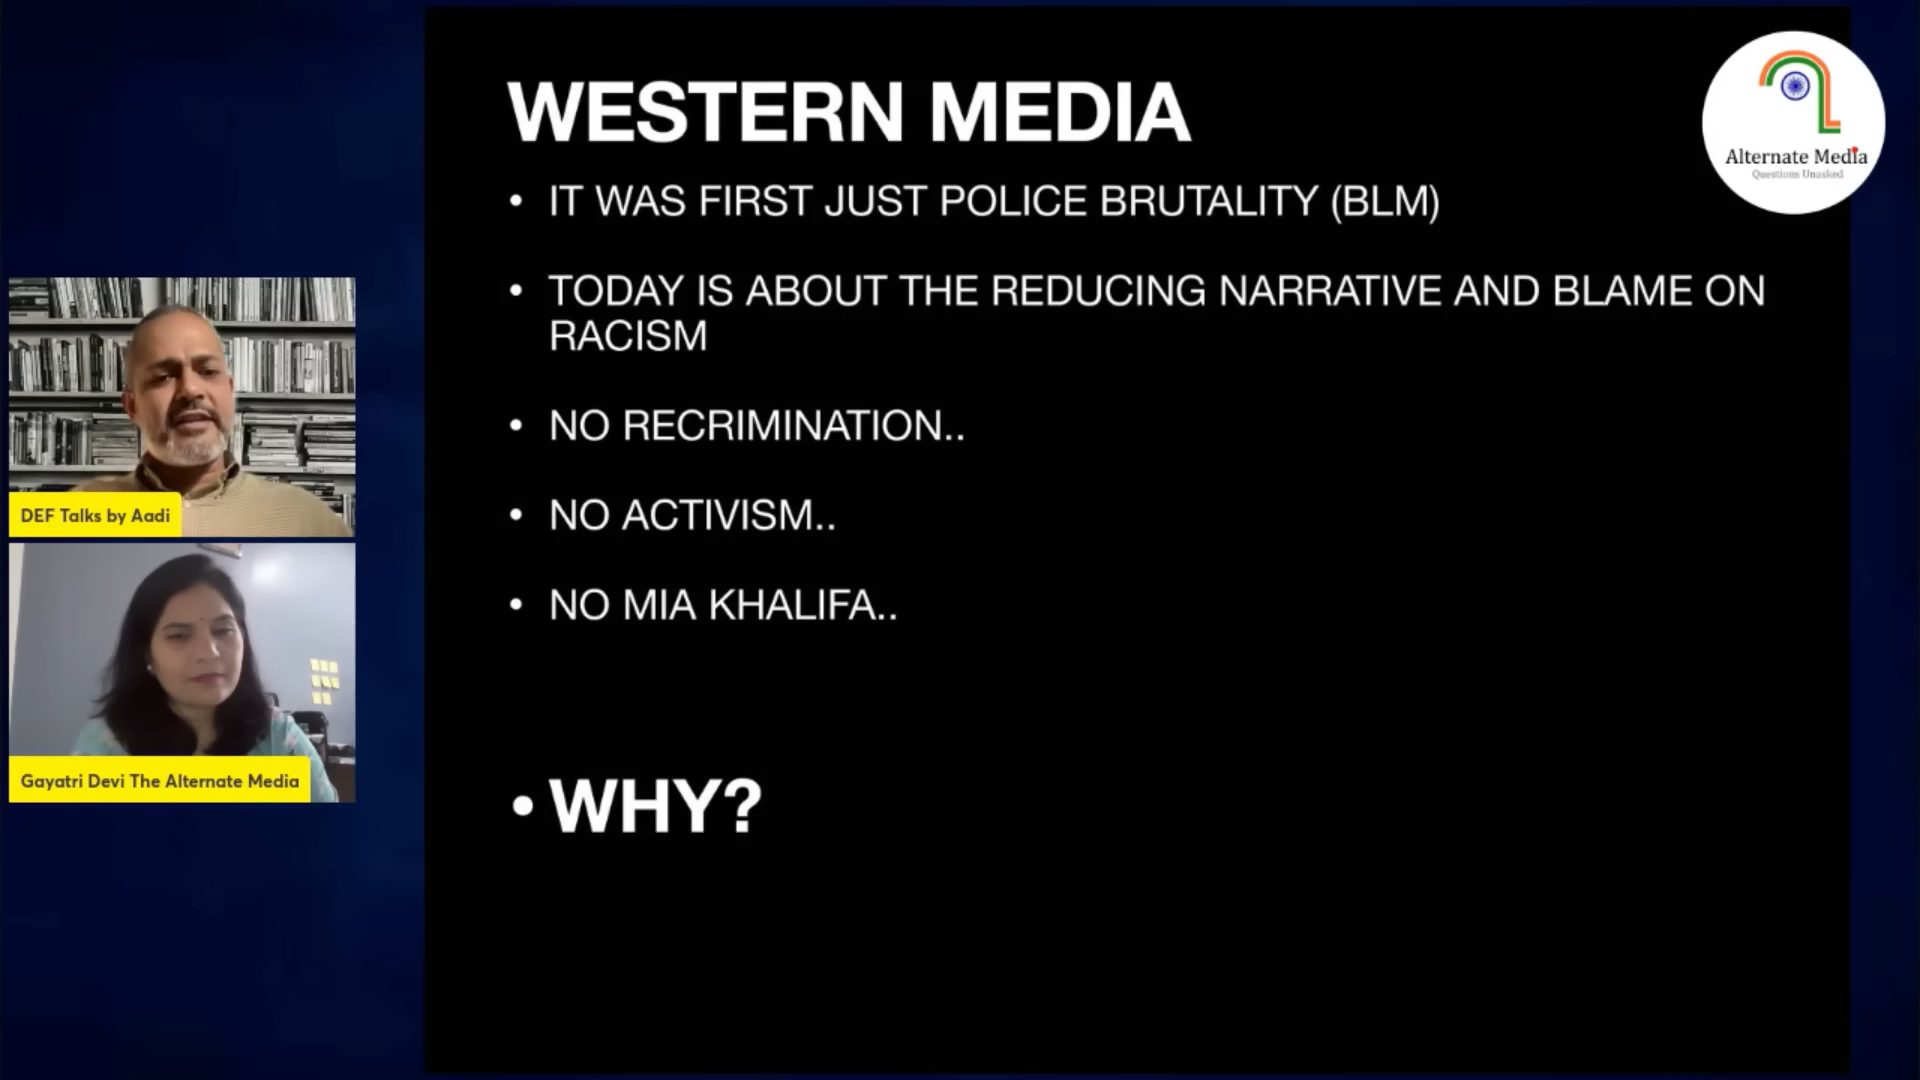 WESTERN MEDIA
• IT WAS FIRST JUST POLICE BRUTALITY (BLM)
• TODAY IS ABOUT THE REDUCING NARRATIVE AND BLAME ON
RACISM
• NO RECRIMINATION..
• NO ACTIVISM..
• NO MIA KHALIFA..
• WHY?
Alternate Media
Questions Unasked
DEF Talks by Aadi
Gayatri Devi The Alternate Media